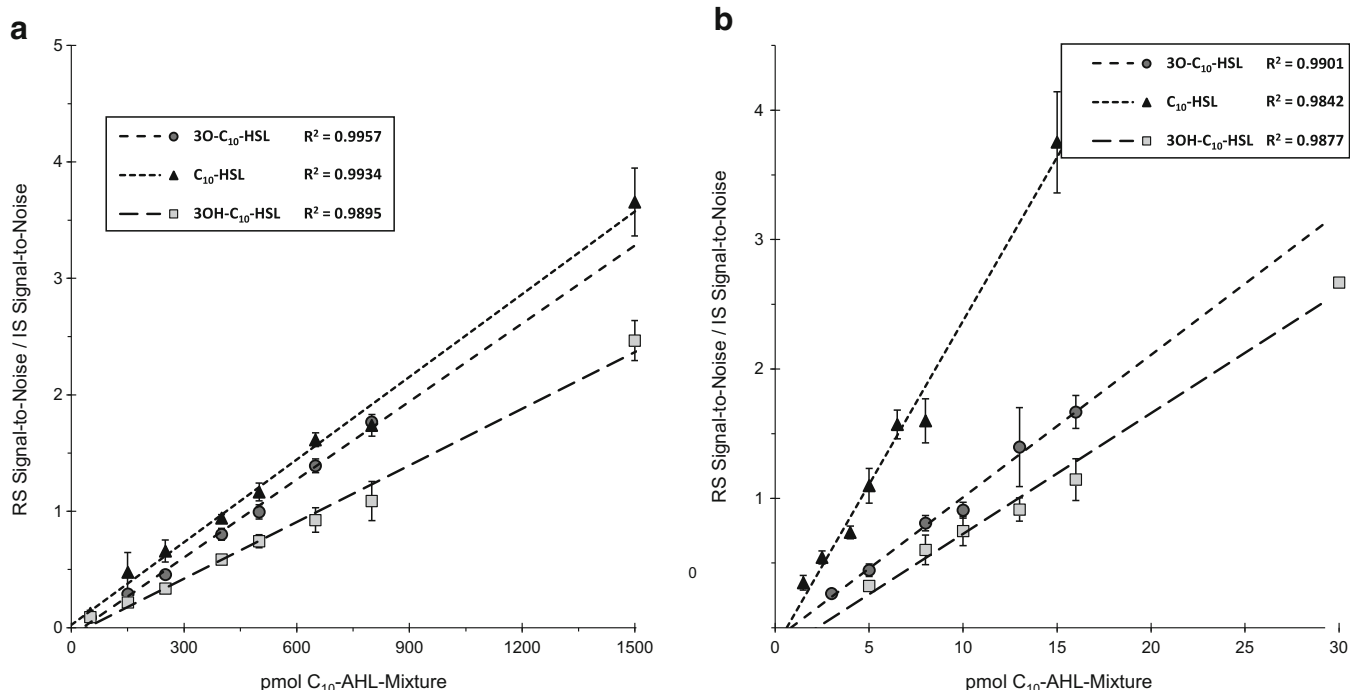 a
RS Signal-to-Noise / IS Signal-to-Noise
5
4
3
2
1
0
3O-C₁₀-HSL R² = 0.9957
C₁₀-HSL R² = 0.9934
3OH-C₁₀-HSL R² = 0.9895
0 300 600 900 1200 1500
pmol C₁₀-AHL-Mixture
b
RS Signal-to-Noise / IS Signal-to-Noise
4
3
2
1
0
3O-C₁₀-HSL R² = 0.9901
C₁₀-HSL R² = 0.9842
3OH-C₁₀-HSL R² = 0.9877
0 5 10 15 20 25 30
pmol C₁₀-AHL-Mixture